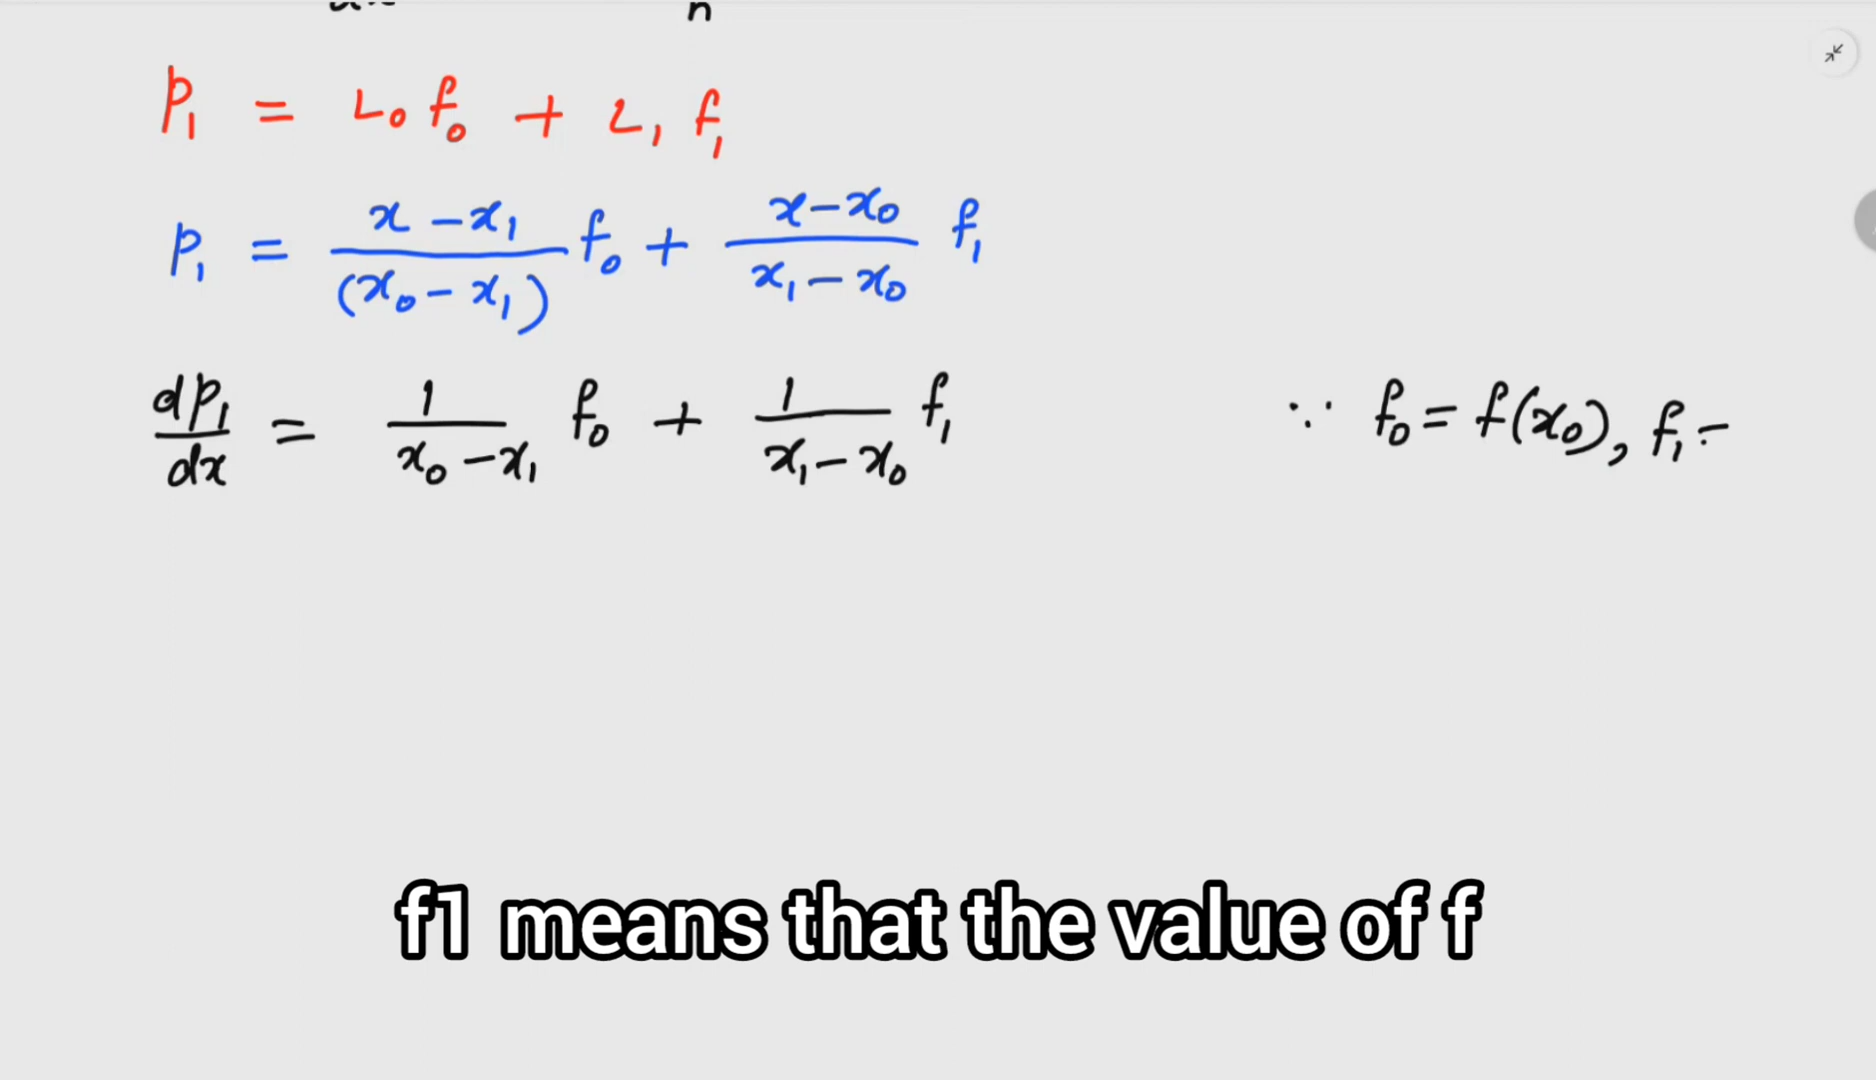 n
P₁ = L₀ f₀ + L₁ f₁
P₁ = x - x₁ / (x₀ - x₁) f₀ + x - x₀ / x₁ - x₀ f₁
dP₁/dx = 1 / x₀ - x₁ f₀ + 1 / x₁ - x₀ f₁ ∵ f₀ = f(x₀), f₁ =
f1 means that the value of f